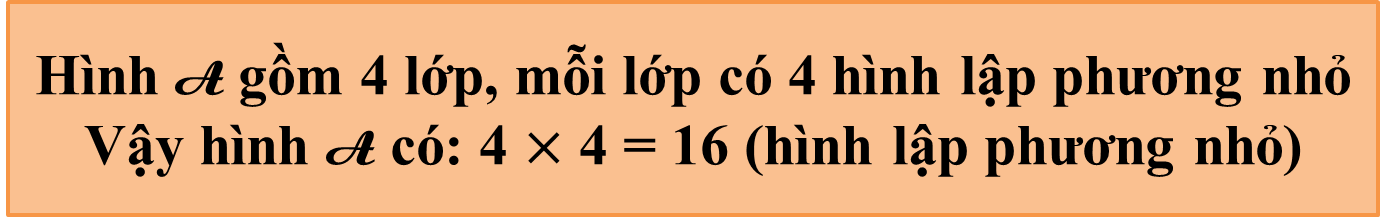 Hình A gồm 4 lớp, mỗi lớp có 4 hình lập phương nhỏ
Vậy hình A có: 4 × 4 = 16 (hình lập phương nhỏ)